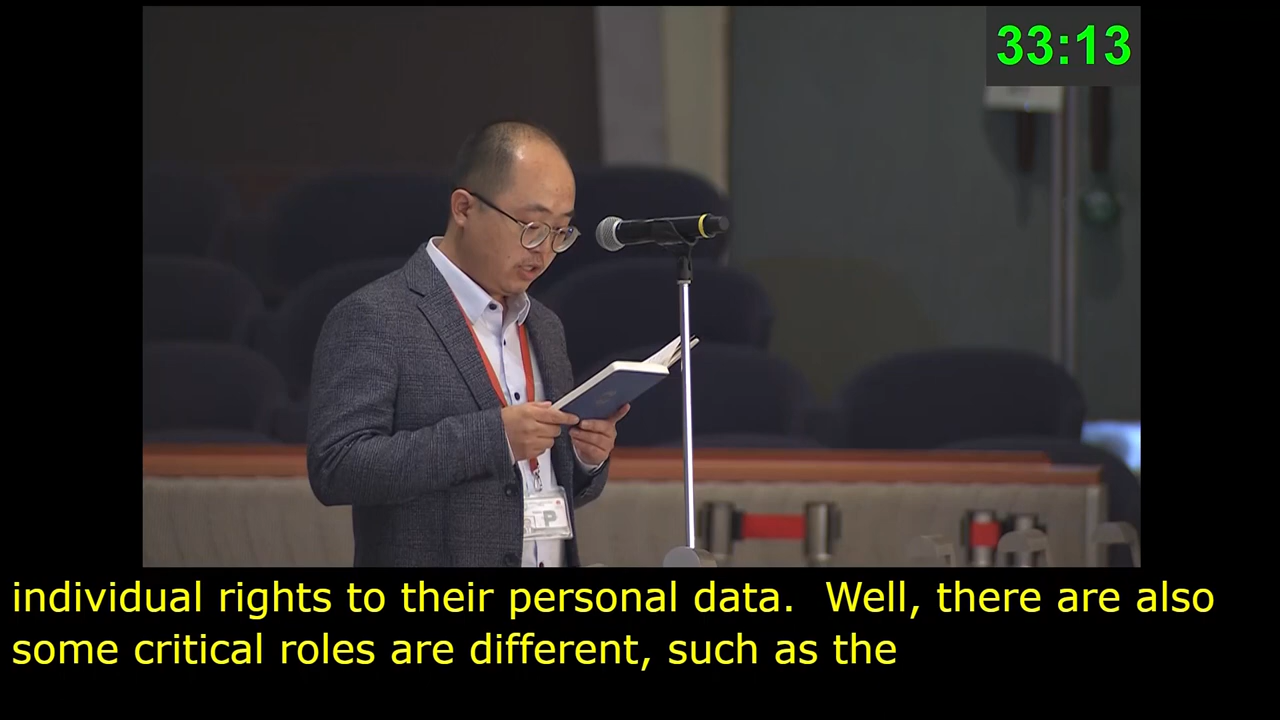 33:13
P
individual rights to their personal data.  Well, there are also
some critical roles are different, such as the